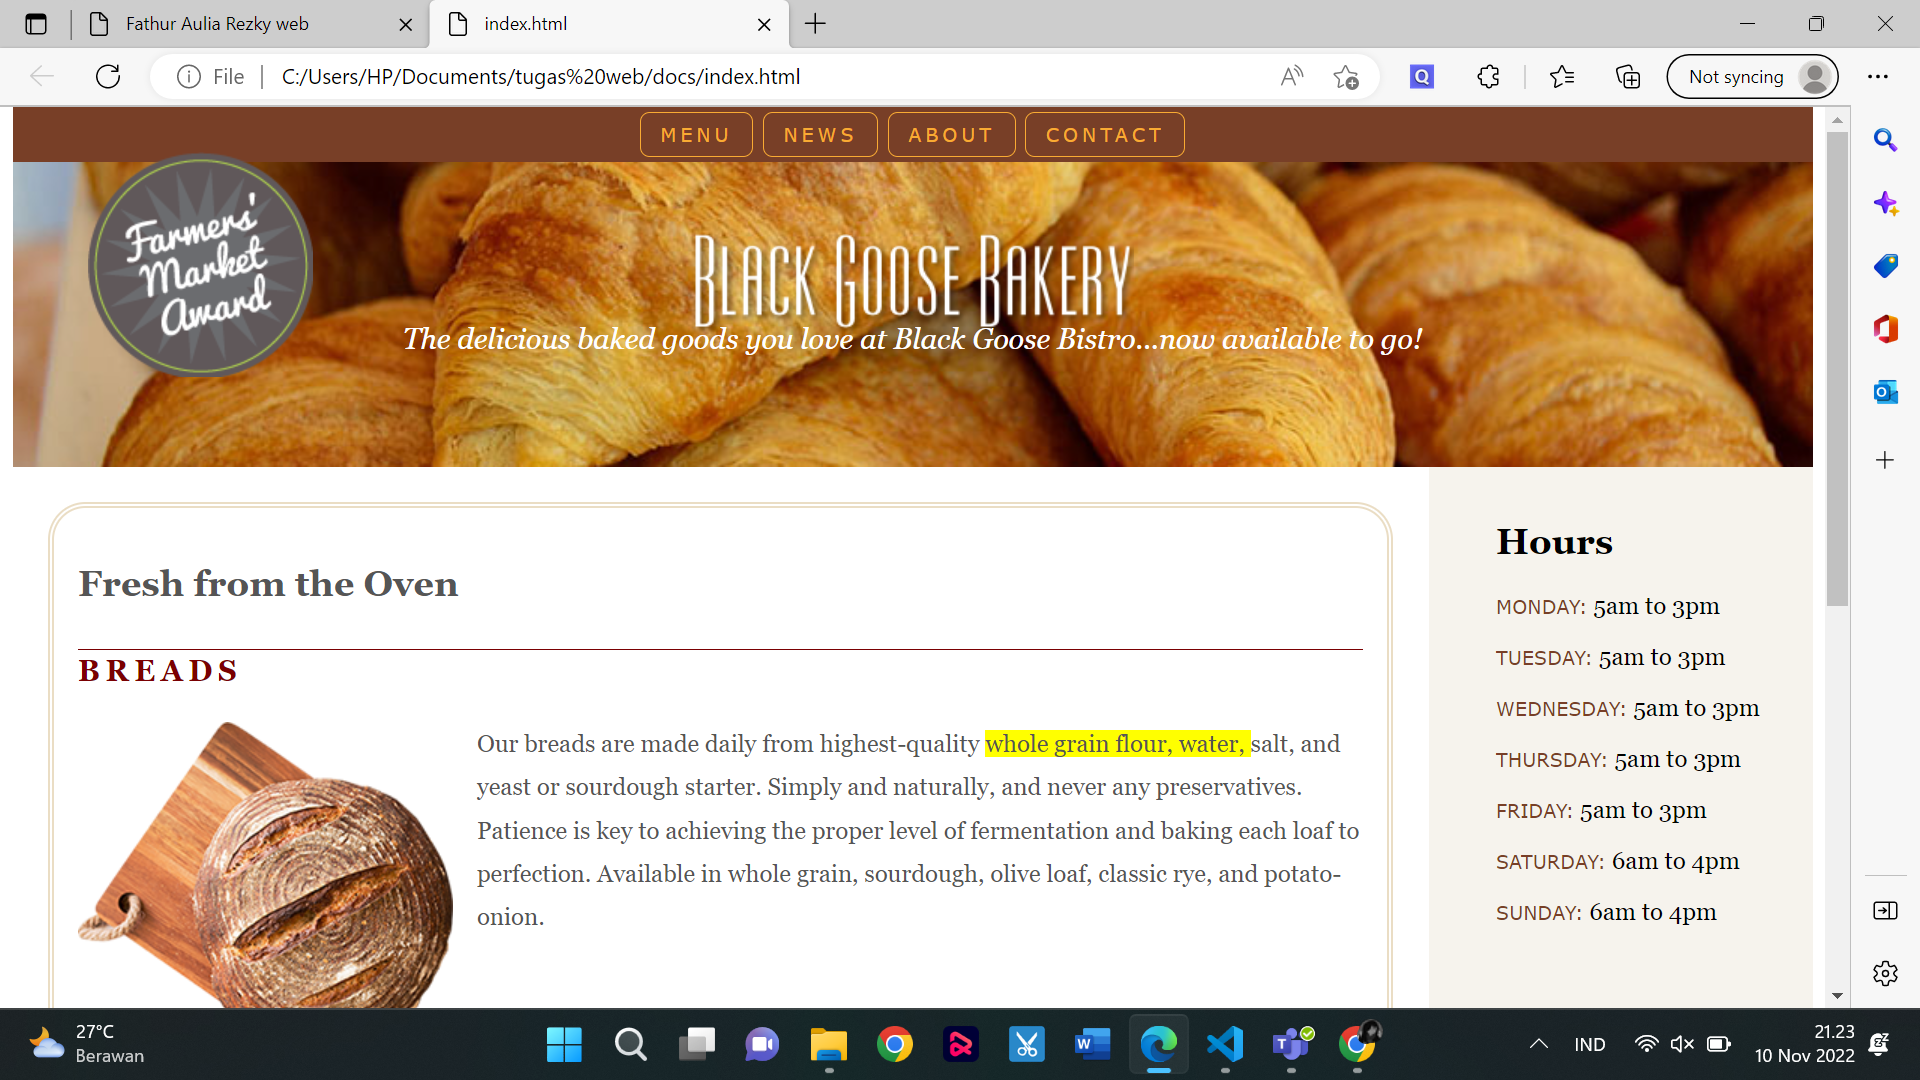 Fathur Aulia Rezky web
index.html
File
C:/Users/HP/Documents/tugas%20web/docs/index.html
Not syncing
MENU
NEWS
ABOUT
CONTACT
Farmers'
Market
Award
BLACK GOOSE BAKERY
The delicious baked goods you love at Black Goose Bistro...now available to go!
Fresh from the Oven
BREADS
Our breads are made daily from highest-quality whole grain flour, water, salt, and
yeast or sourdough starter. Simply and naturally, and never any preservatives.
Patience is key to achieving the proper level of fermentation and baking each loaf to
perfection. Available in whole grain, sourdough, olive loaf, classic rye, and potato-
onion.
Hours
MONDAY: 5am to 3pm
TUESDAY: 5am to 3pm
WEDNESDAY: 5am to 3pm
THURSDAY: 5am to 3pm
FRIDAY: 5am to 3pm
SATURDAY: 6am to 4pm
SUNDAY: 6am to 4pm
27°C
Berawan
IND
21.23
10 Nov 2022